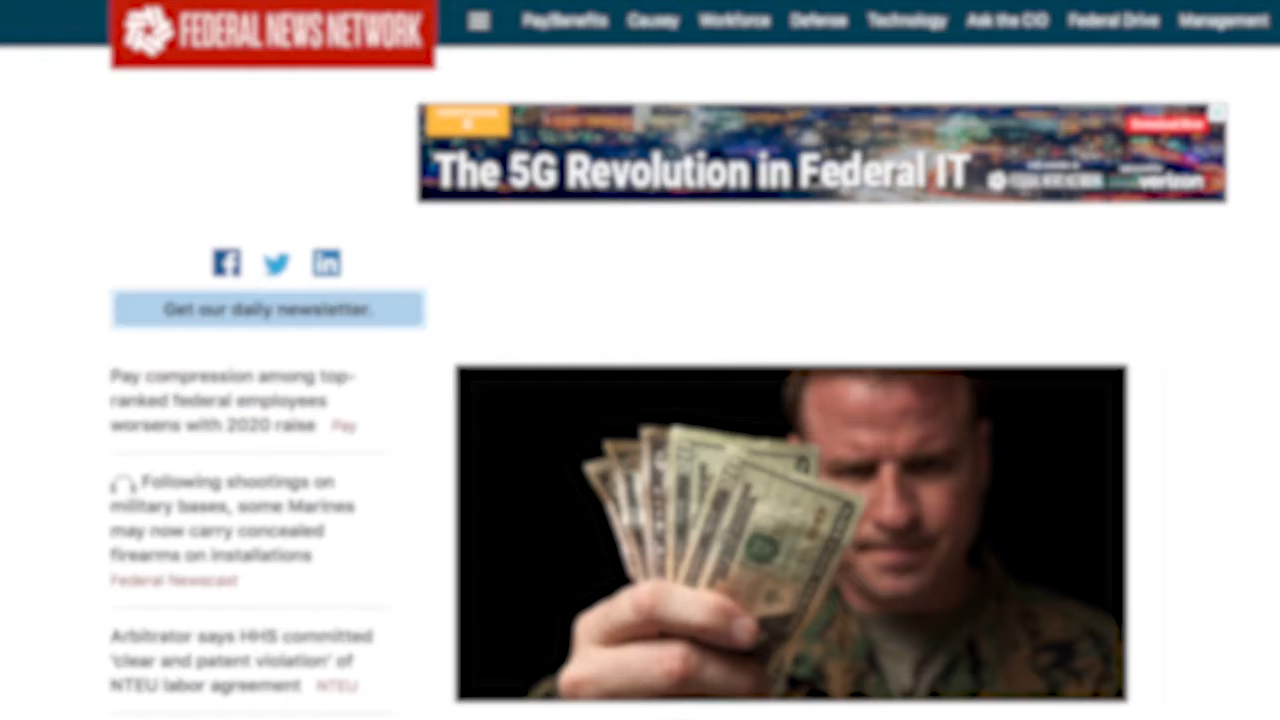 FEDERAL NEWS NETWORK
Pay/Benefits Causey Workforce Defense Technology Ask the CIO Federal Drive Management
The 5G Revolution in Federal IT
verizon
Get our daily newsletter.
Pay compression among top-
ranked federal employees
worsens with 2020 raise Pay
Following shootings on
military bases, some Marines
may now carry concealed
firearms on installations
Federal Newscast
Arbitrator says HHS committed
'clear and patent violation' of
NTEU labor agreement NTEU